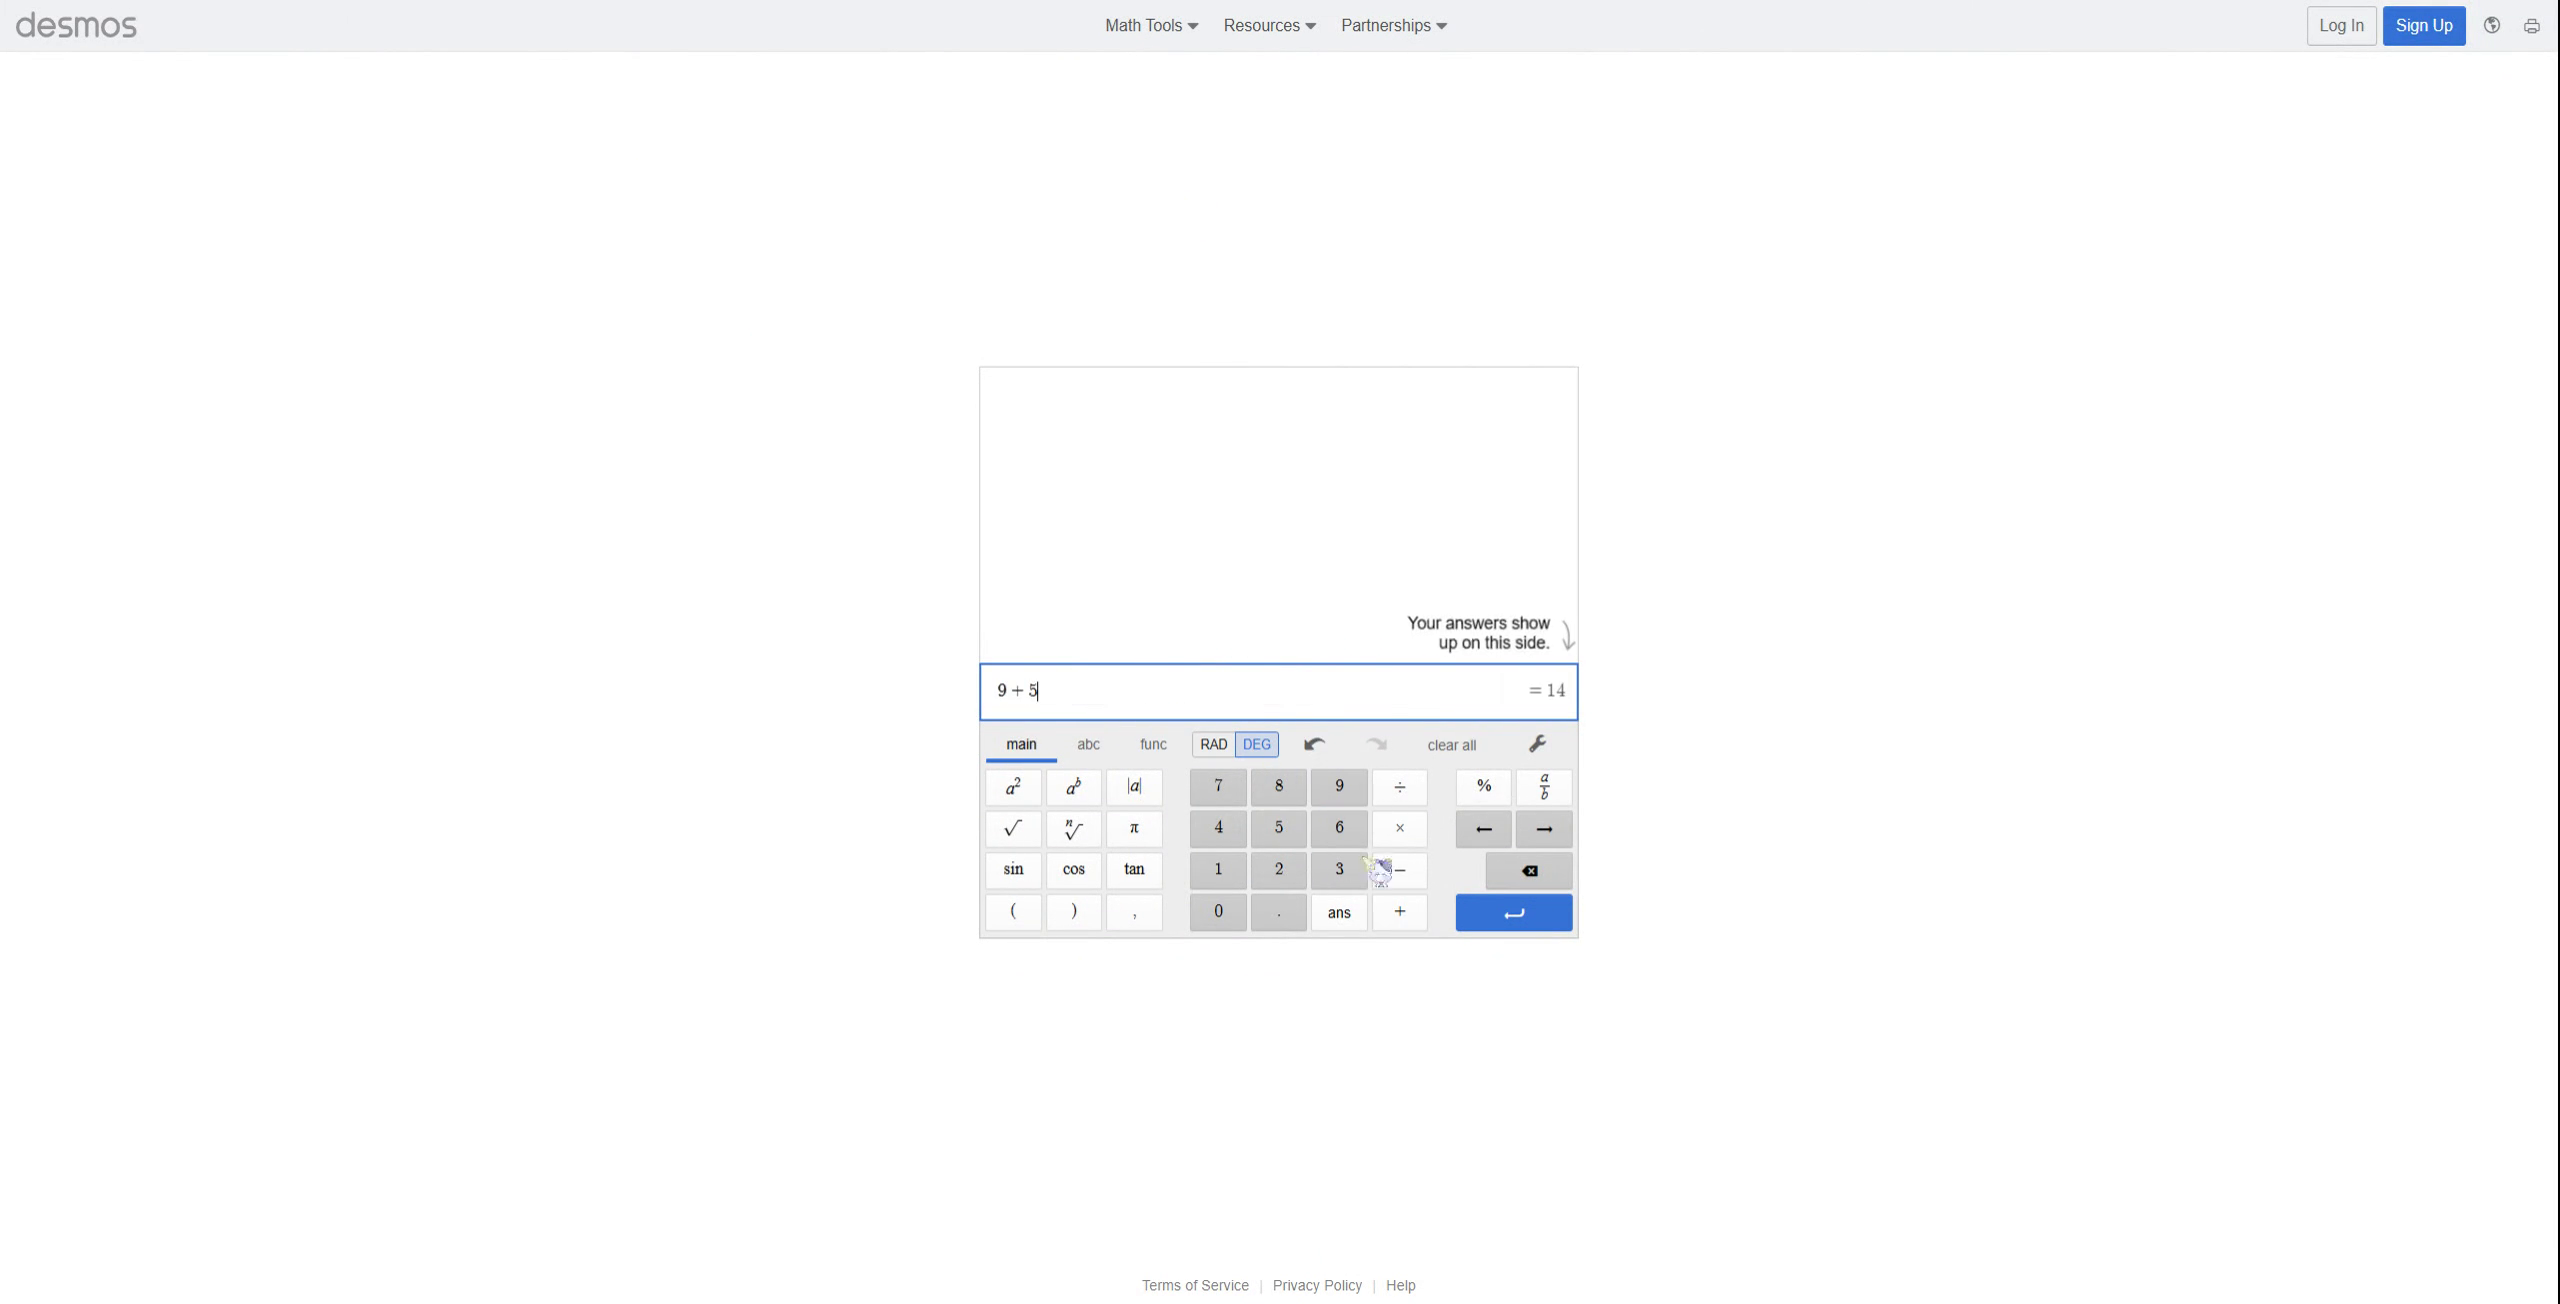 desmos
Math Tools Resources Partnerships
Log In Sign Up
Your answers show
up on this side.
9 + 5 = 14
main abc func RAD DEG clear all
a² aᵇ |a| 7 8 9 ÷ % a/b
√ ⁿ√ π 4 5 6 × ← →
sin cos tan 1 2 3 −
( ) , 0 . ans +
Terms of Service | Privacy Policy | Help